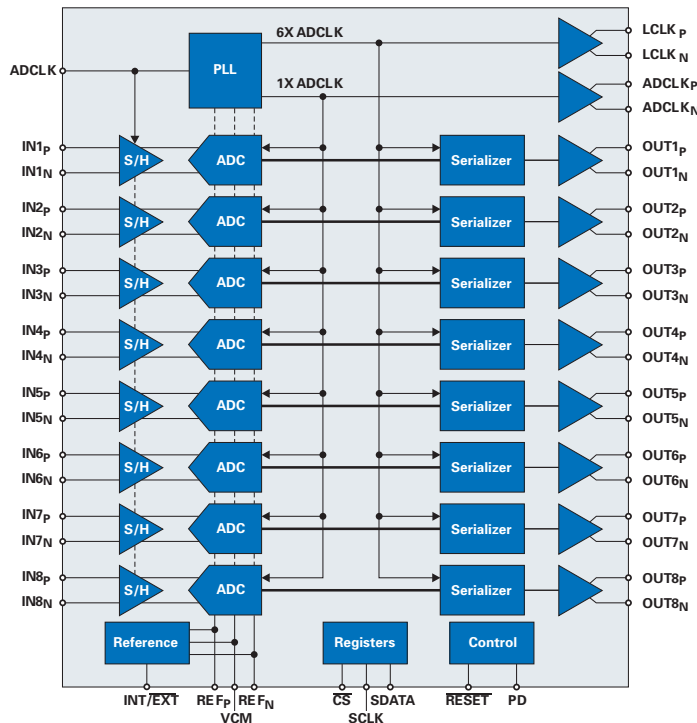 6X ADCLK
LCLKP
LCLKN
ADCLK
PLL
1X ADCLK
ADCLKP
ADCLKN
IN1P
IN1N
S/H
ADC
Serializer
OUT1P
OUT1N
IN2P
IN2N
S/H
ADC
Serializer
OUT2P
OUT2N
IN3P
IN3N
S/H
ADC
Serializer
OUT3P
OUT3N
IN4P
IN4N
S/H
ADC
Serializer
OUT4P
OUT4N
IN5P
IN5N
S/H
ADC
Serializer
OUT5P
OUT5N
IN6P
IN6N
S/H
ADC
Serializer
OUT6P
OUT6N
IN7P
IN7N
S/H
ADC
Serializer
OUT7P
OUT7N
IN8P
IN8N
S/H
ADC
Serializer
OUT8P
OUT8N
Reference
Registers
Control
INT/EXT
REFP
VCM
REFN
CS
SCLK
SDATA
RESET
PD